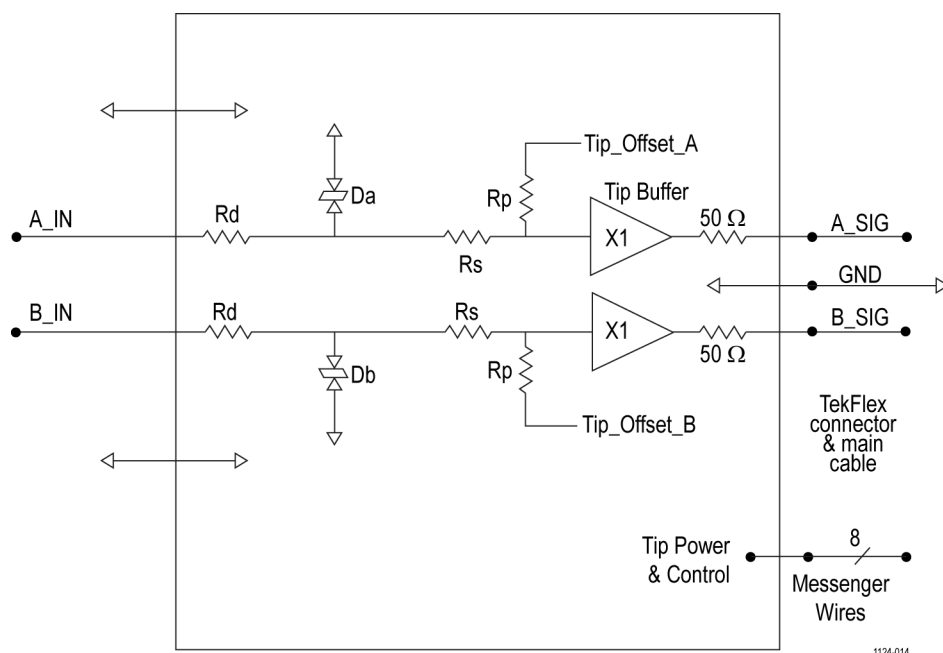 Tip_Offset_A
Da
Rp
Tip Buffer
A_IN
Rd
X1
50 Ω
A_SIG
Rs
GND
B_IN
Rd
Rs
X1
B_SIG
Db
Rp
50 Ω
Tip_Offset_B
TekFlex
connector
& main
cable
Tip Power
& Control
8
Messenger
Wires
1124-014